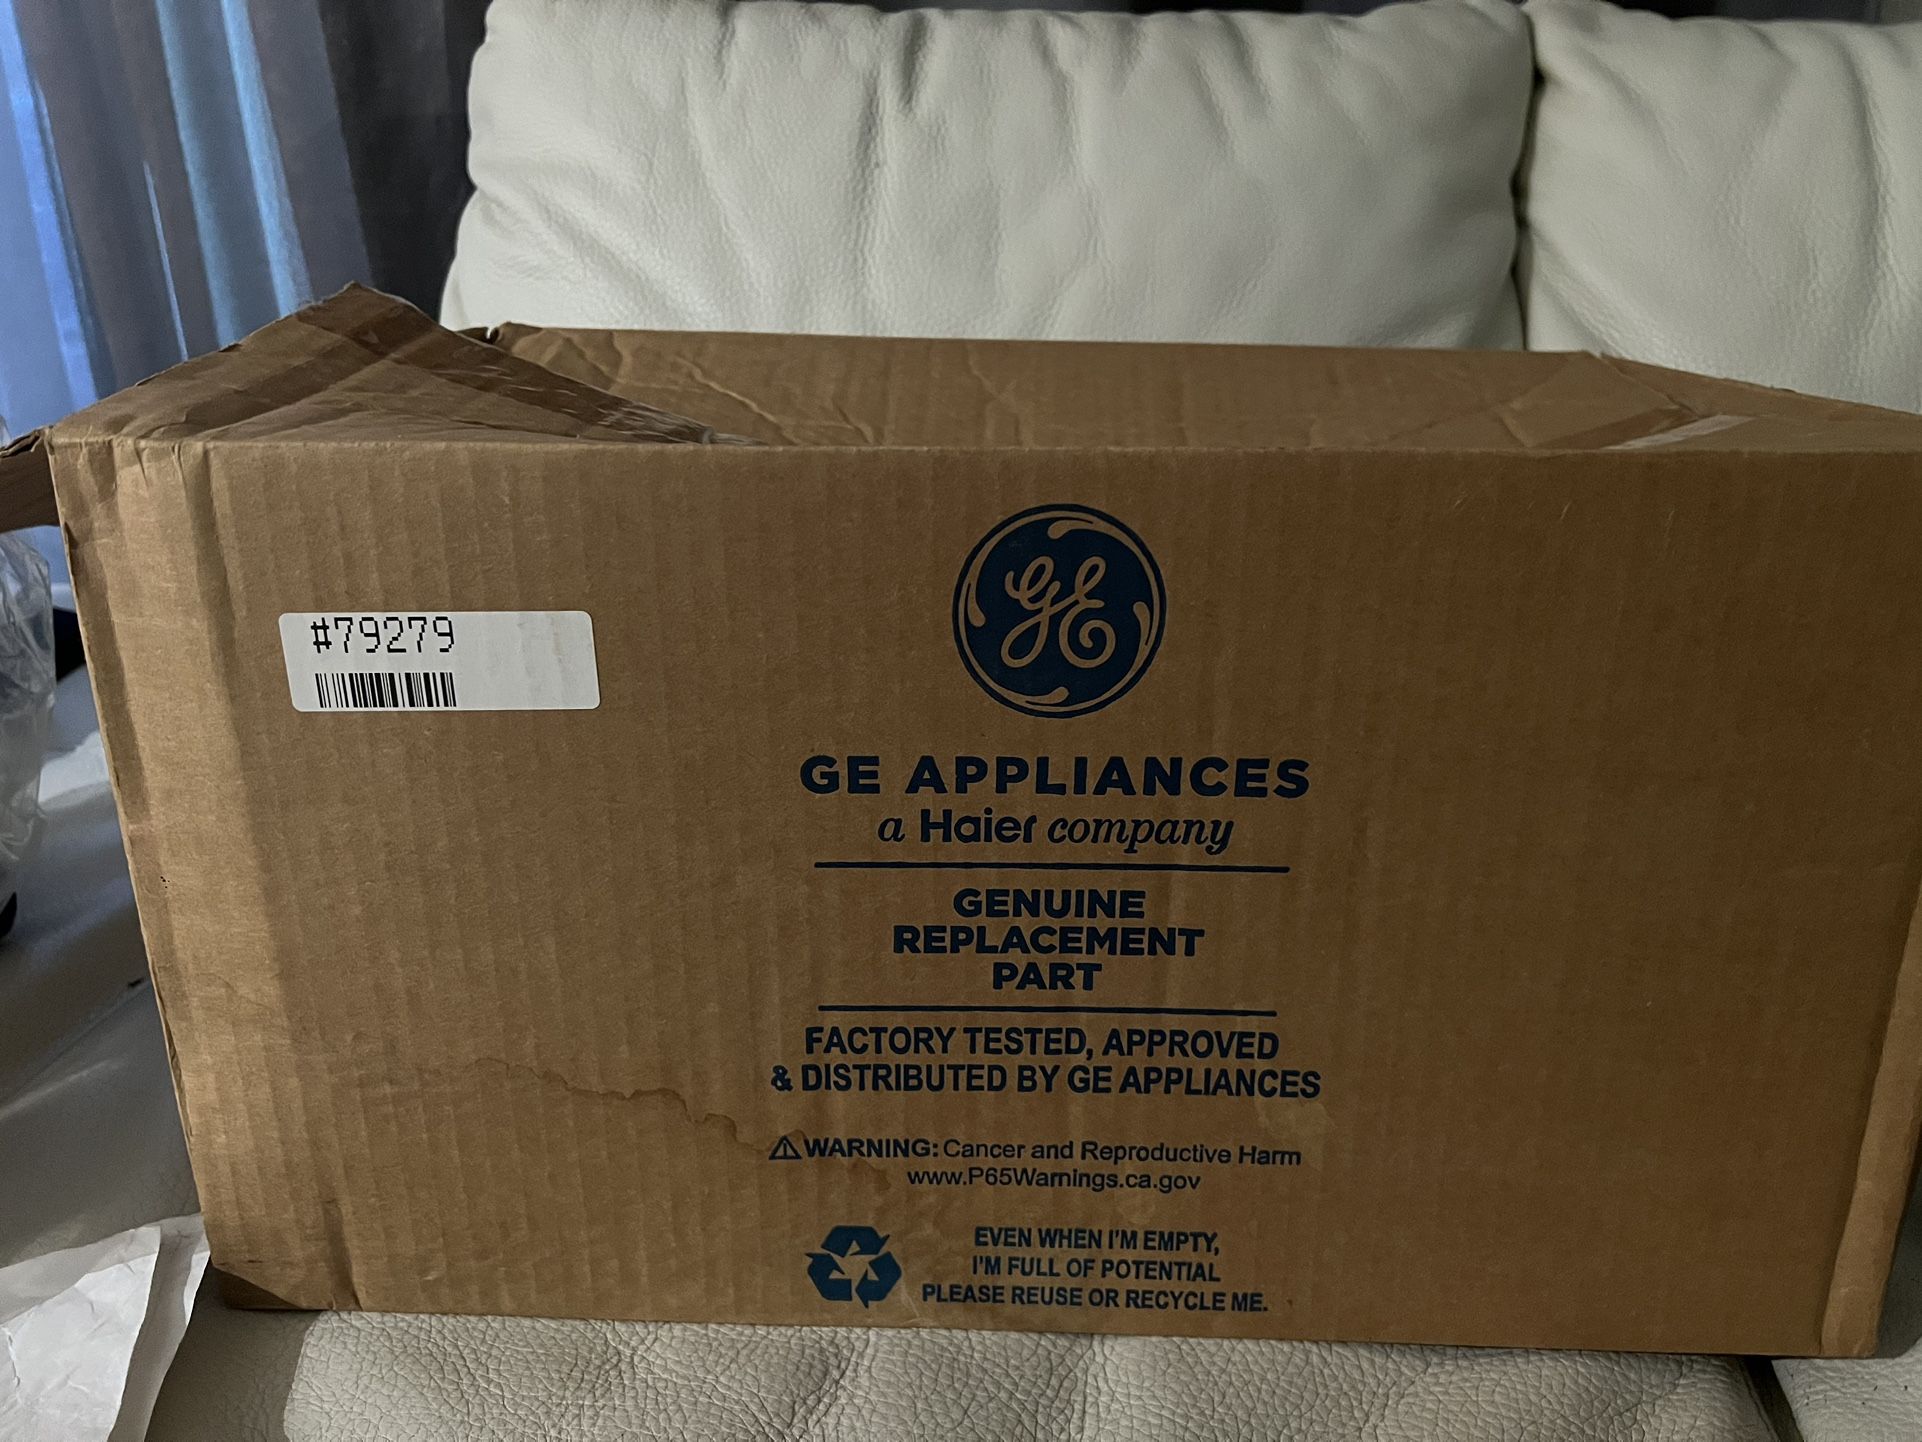 #79279
GE
GE APPLIANCES
a Haier company
GENUINE
REPLACEMENT
PART
FACTORY TESTED, APPROVED
& DISTRIBUTED BY GE APPLIANCES
⚠WARNING: Cancer and Reproductive Harm
www.P65Warnings.ca.gov
EVEN WHEN I'M EMPTY,
I'M FULL OF POTENTIAL
PLEASE REUSE OR RECYCLE ME.